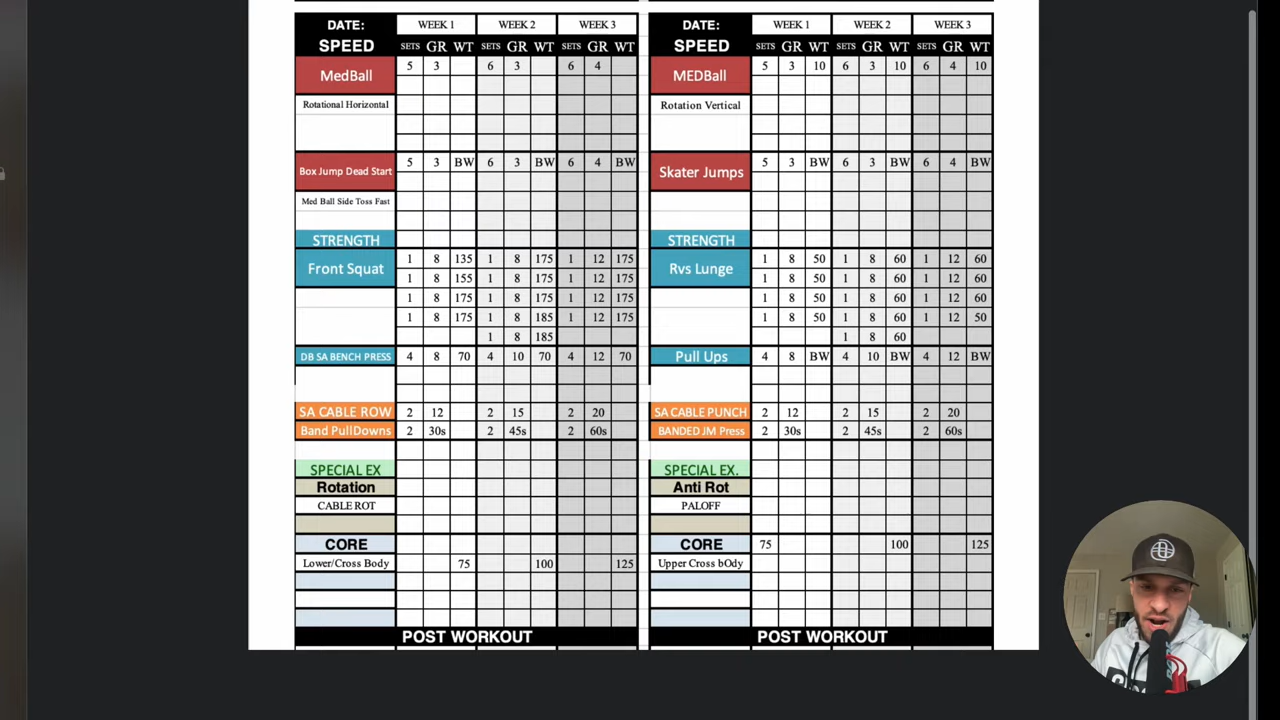 DATE: WEEK 1 WEEK 2 WEEK 3
SPEED SETS GR WT SETS GR WT SETS GR WT
MedBall 5 3 6 3 6 4
Rotational Horizontal
Box Jump Dead Start 5 3 BW 6 3 BW 6 4 BW
Med Ball Side Toss Fast
STRENGTH
Front Squat 1 8 135 1 8 175 1 12 175
1 8 155 1 8 175 1 12 175
1 8 175 1 8 175 1 12 175
1 8 175 1 8 185 1 12 175
1 8 185
DB SA BENCH PRESS 4 8 70 4 10 70 4 12 70
SA CABLE ROW 2 12 2 15 2 20
Band PullDowns 2 30s 2 45s 2 60s
SPECIAL EX
Rotation
CABLE ROT
CORE
Lower/Cross Body 75 100 125
POST WORKOUT
DATE: WEEK 1 WEEK 2 WEEK 3
SPEED SETS GR WT SETS GR WT SETS GR WT
MEDBall 5 3 10 6 3 10 6 4 10
Rotation Vertical
Skater Jumps 5 3 BW 6 3 BW 6 4 BW
STRENGTH
Rvs Lunge 1 8 50 1 8 60 1 12 60
1 8 50 1 8 60 1 12 60
1 8 50 1 8 60 1 12 60
1 8 50 1 8 60 1 12 50
1 8 60
Pull Ups 4 8 BW 4 10 BW 4 12 BW
SA CABLE PUNCH 2 12 2 15 2 20
BANDED JM Press 2 30s 2 45s 2 60s
SPECIAL EX.
Anti Rot
PALOFF
CORE 75 100 125
Upper Cross bOdy
POST WORKOUT